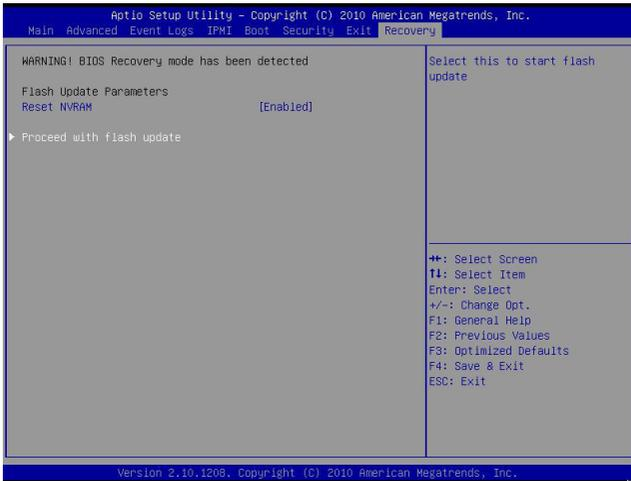 Aptio Setup Utility – Copyright (C) 2010 American Megatrends, Inc.
Main Advanced Event Logs IPMI Boot Security Exit Recovery
WARNING! BIOS Recovery mode has been detected
Flash Update Parameters
Reset NVRAM [Enabled]
▶ Proceed with flash update
Select this to start flash
update
→←: Select Screen
↑↓: Select Item
Enter: Select
+/-: Change Opt.
F1: General Help
F2: Previous Values
F3: Optimized Defaults
F4: Save & Exit
ESC: Exit
Version 2.10.1208. Copyright (C) 2010 American Megatrends, Inc.